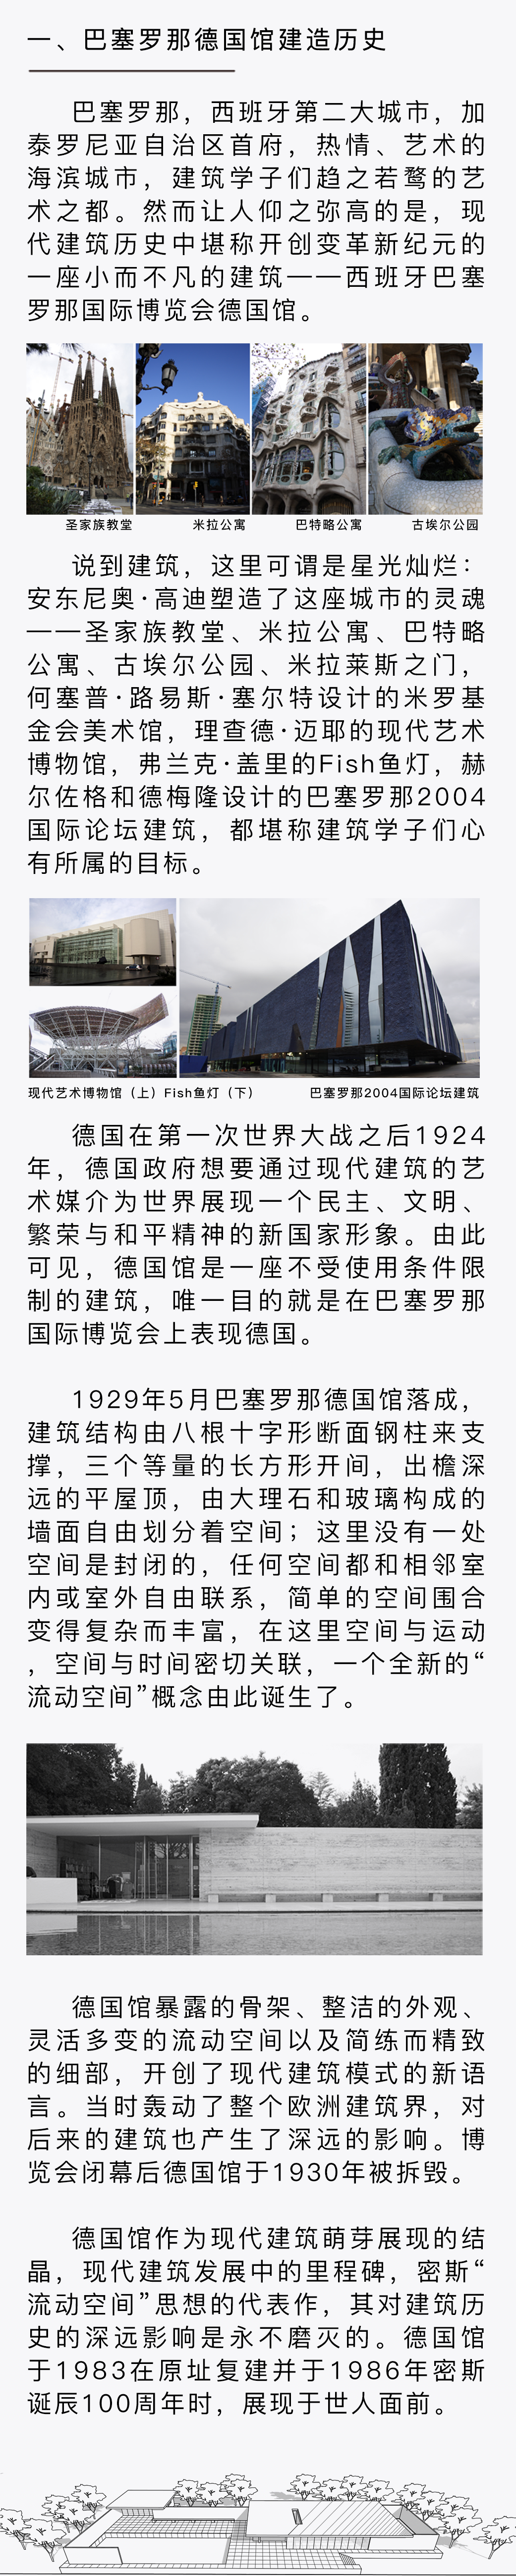 一、巴塞罗那德国馆建造历史
巴塞罗那，西班牙第二大城市，加
泰罗尼亚自治区首府，热情、艺术的
海滨城市，建筑学子们趋之若鹜的艺
术之都。然而让人仰之弥高的是，现
代建筑历史中堪称开创变革新纪元的
一座小而不凡的建筑——西班牙巴塞
罗那国际博览会德国馆。
圣家族教堂 米拉公寓 巴特略公寓 古埃尔公园
说到建筑，这里可谓是星光灿烂：
安东尼奥·高迪塑造了这座城市的灵魂
——圣家族教堂、米拉公寓、巴特略
公寓、古埃尔公园、米拉莱斯之门，
何塞普·路易斯·塞尔特设计的米罗基
金会美术馆，理查德·迈耶的现代艺术
博物馆，弗兰克·盖里的Fish鱼灯，赫
尔佐格和德梅隆设计的巴塞罗那2004
国际论坛建筑，都堪称建筑学子们心
有所属的目标。
现代艺术博物馆（上）Fish鱼灯（下） 巴塞罗那2004国际论坛建筑
德国在第一次世界大战之后1924
年，德国政府想要通过现代建筑的艺
术媒介为世界展现一个民主、文明、
繁荣与和平精神的新国家形象。由此
可见，德国馆是一座不受使用条件限
制的建筑，唯一目的就是在巴塞罗那
国际博览会上表现德国。
1929年5月巴塞罗那德国馆落成，
建筑结构由八根十字形断面钢柱来支
撑，三个等量的长方形开间，出檐深
远的平屋顶，由大理石和玻璃构成的
墙面自由划分着空间；这里没有一处
空间是封闭的，任何空间都和相邻室
内或室外自由联系，简单的空间围合
变得复杂而丰富，在这里空间与运动
，空间与时间密切关联，一个全新的“
流动空间”概念由此诞生了。
德国馆暴露的骨架、整洁的外观、
灵活多变的流动空间以及简练而精致
的细部，开创了现代建筑模式的新语
言。当时轰动了整个欧洲建筑界，对
后来的建筑也产生了深远的影响。博
览会闭幕后德国馆于1930年被拆毁。
德国馆作为现代建筑萌芽展现的结
晶，现代建筑发展中的里程碑，密斯“
流动空间”思想的代表作，其对建筑历
史的深远影响是永不磨灭的。德国馆
于1983在原址复建并于1986年密斯
诞辰100周年时，展现于世人面前。